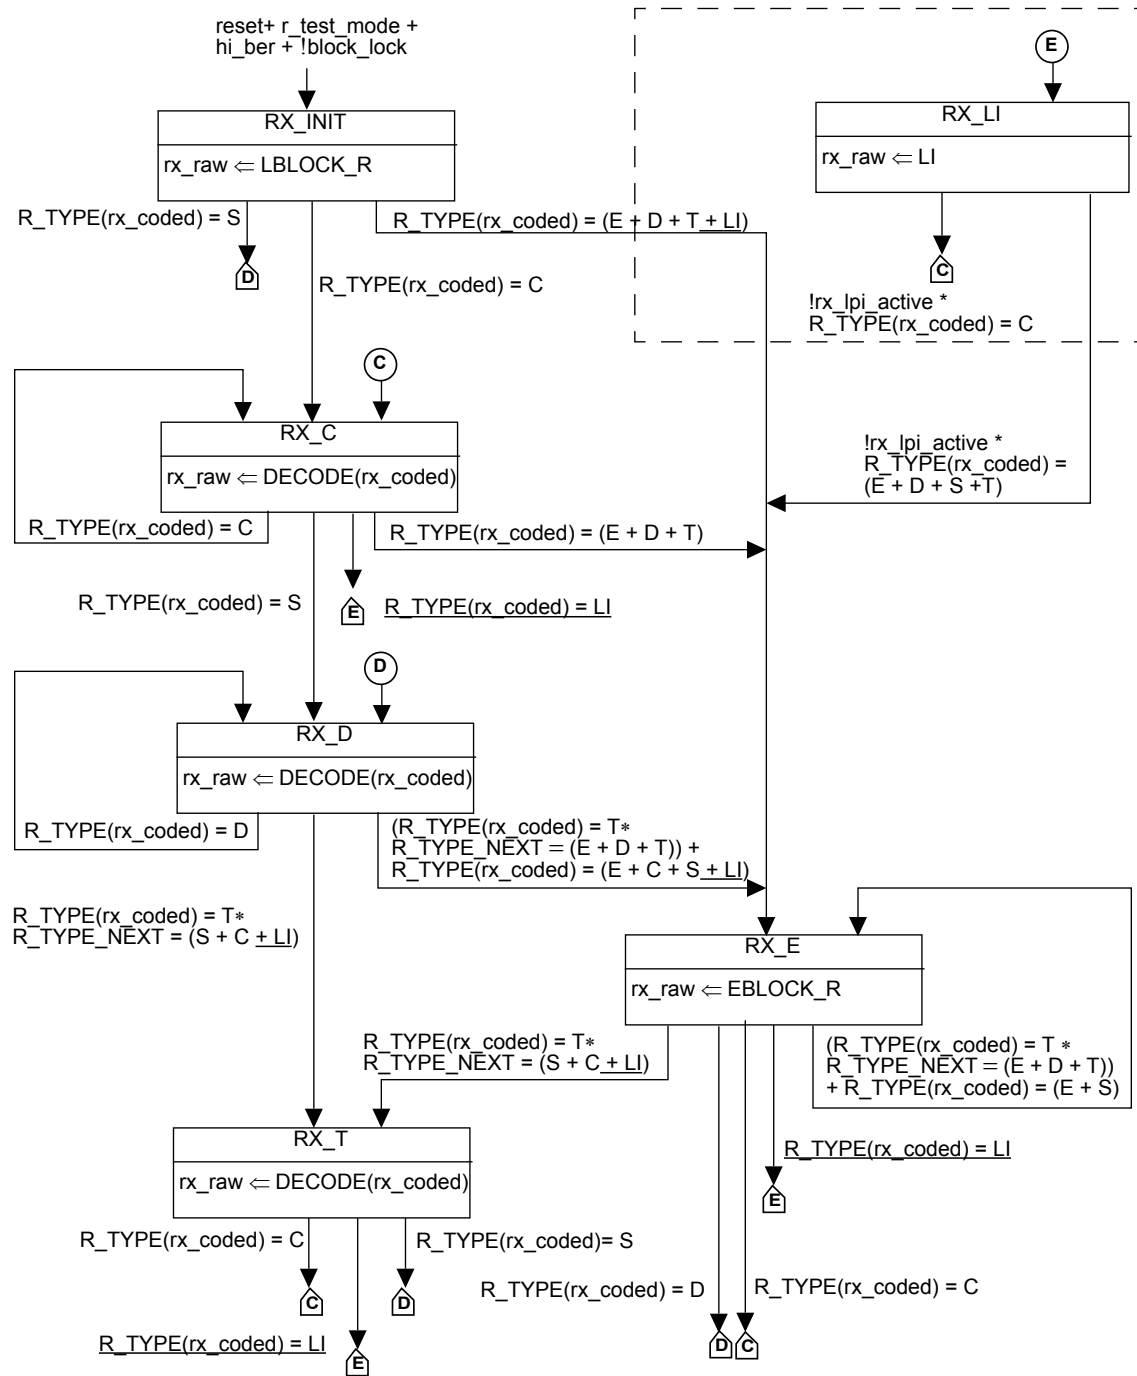 reset+ r_test_mode +
hi_ber + !block_lock
RX_INIT
rx_raw ⇐ LBLOCK_R
R_TYPE(rx_coded) = S
D
R_TYPE(rx_coded) = C
R_TYPE(rx_coded) = (E + D + T + LI)
E
RX_LI
rx_raw ⇐ LI
C
!rx_lpi_active *
R_TYPE(rx_coded) = C
!rx_lpi_active *
R_TYPE(rx_coded) =
(E + D + S +T)
C
RX_C
rx_raw ⇐ DECODE(rx_coded)
R_TYPE(rx_coded) = C
R_TYPE(rx_coded) = (E + D + T)
R_TYPE(rx_coded) = S
E
R_TYPE(rx_coded) = LI
D
RX_D
rx_raw ⇐ DECODE(rx_coded)
R_TYPE(rx_coded) = D
(R_TYPE(rx_coded) = T*
R_TYPE_NEXT = (E + D + T)) +
R_TYPE(rx_coded) = (E + C + S + LI)
R_TYPE(rx_coded) = T*
R_TYPE_NEXT = (S + C + LI)
RX_E
rx_raw ⇐ EBLOCK_R
R_TYPE(rx_coded) = T*
R_TYPE_NEXT = (S + C + LI)
(R_TYPE(rx_coded) = T *
R_TYPE_NEXT = (E + D + T))
+ R_TYPE(rx_coded) = (E + S)
R_TYPE(rx_coded) = LI
E
RX_T
rx_raw ⇐ DECODE(rx_coded)
R_TYPE(rx_coded) = C
R_TYPE(rx_coded)= S
C
D
R_TYPE(rx_coded) = LI
E
R_TYPE(rx_coded) = D
R_TYPE(rx_coded) = C
D
C